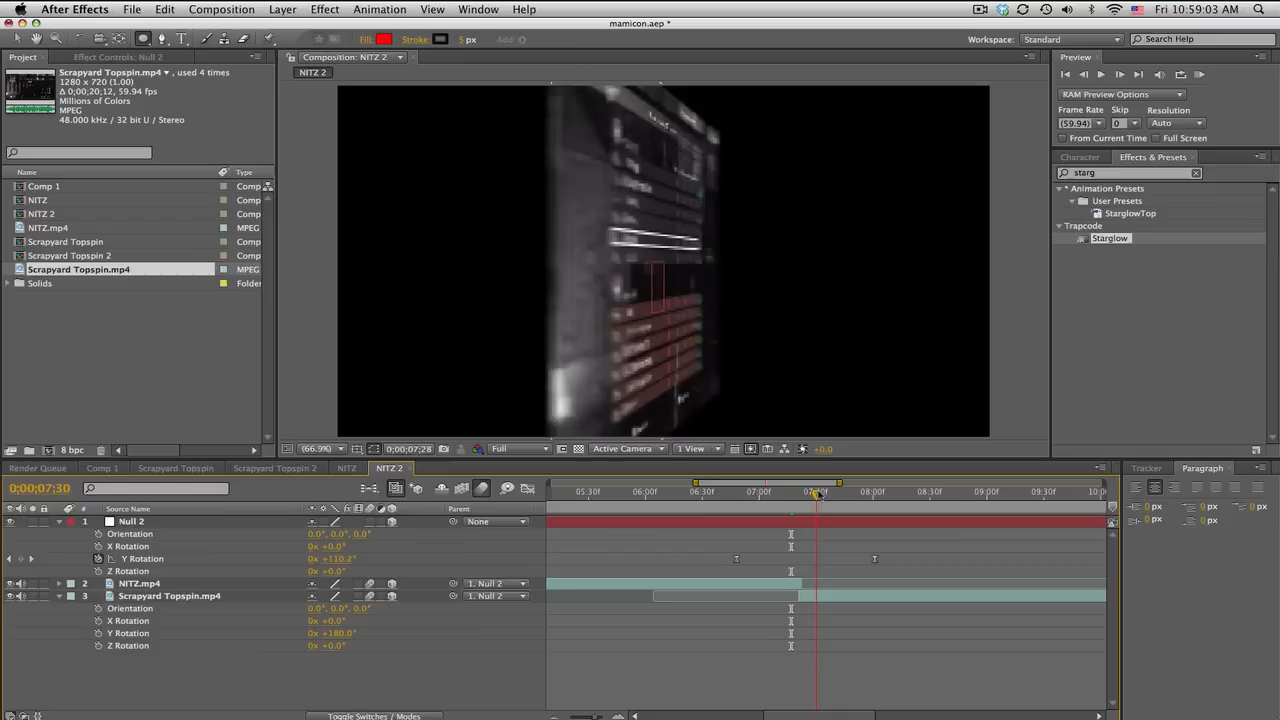 After Effects File Edit Composition Layer Effect Animation View Window Help Fri 10:59:03 AM
mamicon.aep *
Fill: Stroke: 5 px Add: Workspace: Standard Search Help
Project Effect Controls: Null 2 Composition: NITZ 2 Preview
Scrapyard Topspin.mp4 , used 4 times NITZ 2
1280 x 720 (1.00)
Δ 0;00;20;12, 59.94 fps
Millions of Colors
MPEG
48.000 kHz / 32 bit U / Stereo
RAM Preview Options
Frame Rate Skip Resolution
(59.94) 0 Auto
From Current Time Full Screen
Character Effects & Presets
starg
* Animation Presets
User Presets
StarglowTop
Trapcode
Starglow
Name Type
Comp 1 Comp
NITZ Comp
NITZ 2 Comp
NITZ.mp4 MPEG
Scrapyard Topspin Comp
Scrapyard Topspin 2 Comp
Scrapyard Topspin.mp4 MPEG
Solids Folder
8 bpc (66.9%) 0;00;07;28 Full Active Camera 1 View +0.0
Render Queue Comp 1 Scrapyard Topspin Scrapyard Topspin 2 NITZ NITZ 2 Tracker Paragraph
0;00;07;30 05:30f 06:00f 06:30f 07:00f 08:00f 08:30f 09:00f 09:30f 10:0
0 px 0 px 0 px
0 px 0 px
# Source Name Parent
1 Null 2 None
Orientation 0.0°, 0.0°, 0.0°
X Rotation 0x +0.0°
Y Rotation 0x +110.2°
Z Rotation 0x +0.0°
2 NITZ.mp4 1. Null 2
3 Scrapyard Topspin.mp4 1. Null 2
Orientation 0.0°, 0.0°, 0.0°
X Rotation 0x +0.0°
Y Rotation 0x +180.0°
Z Rotation 0x +0.0°
Toggle Switches / Modes